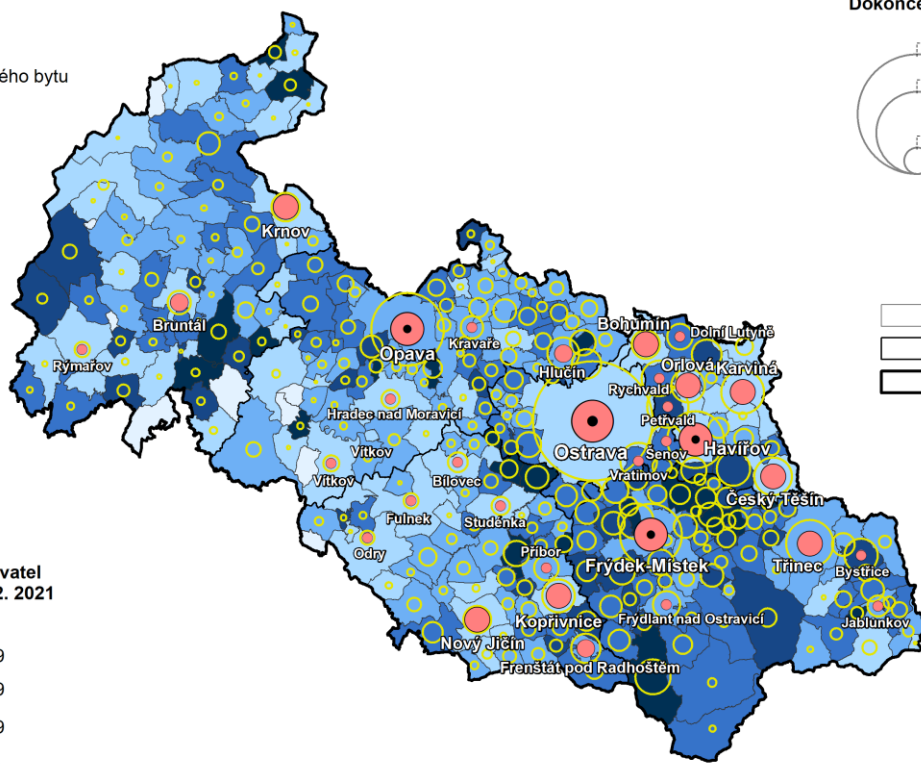 Dokonče
ého bytu
Krnov
Bruntál
Rýmařov
Opava
Kravaře
Hlučín
Bohumín
Dolní Lutyně
Orlová
Karviná
Rychvald
Petřvald
Havířov
Šenov
Vratimov
Ostrava
Hradec nad Moravicí
Vítkov
Vítkov
Bílovec
Český Těšín
Fulnek
Studénka
Odry
Příbor
Frýdek-Místek
Třinec
Bystřice
Kopřivnice
Frýdlant nad Ostravicí
Jablunkov
Nový Jičín
Frenštát pod Radhoštěm
vatel
2. 2021
9
9
9